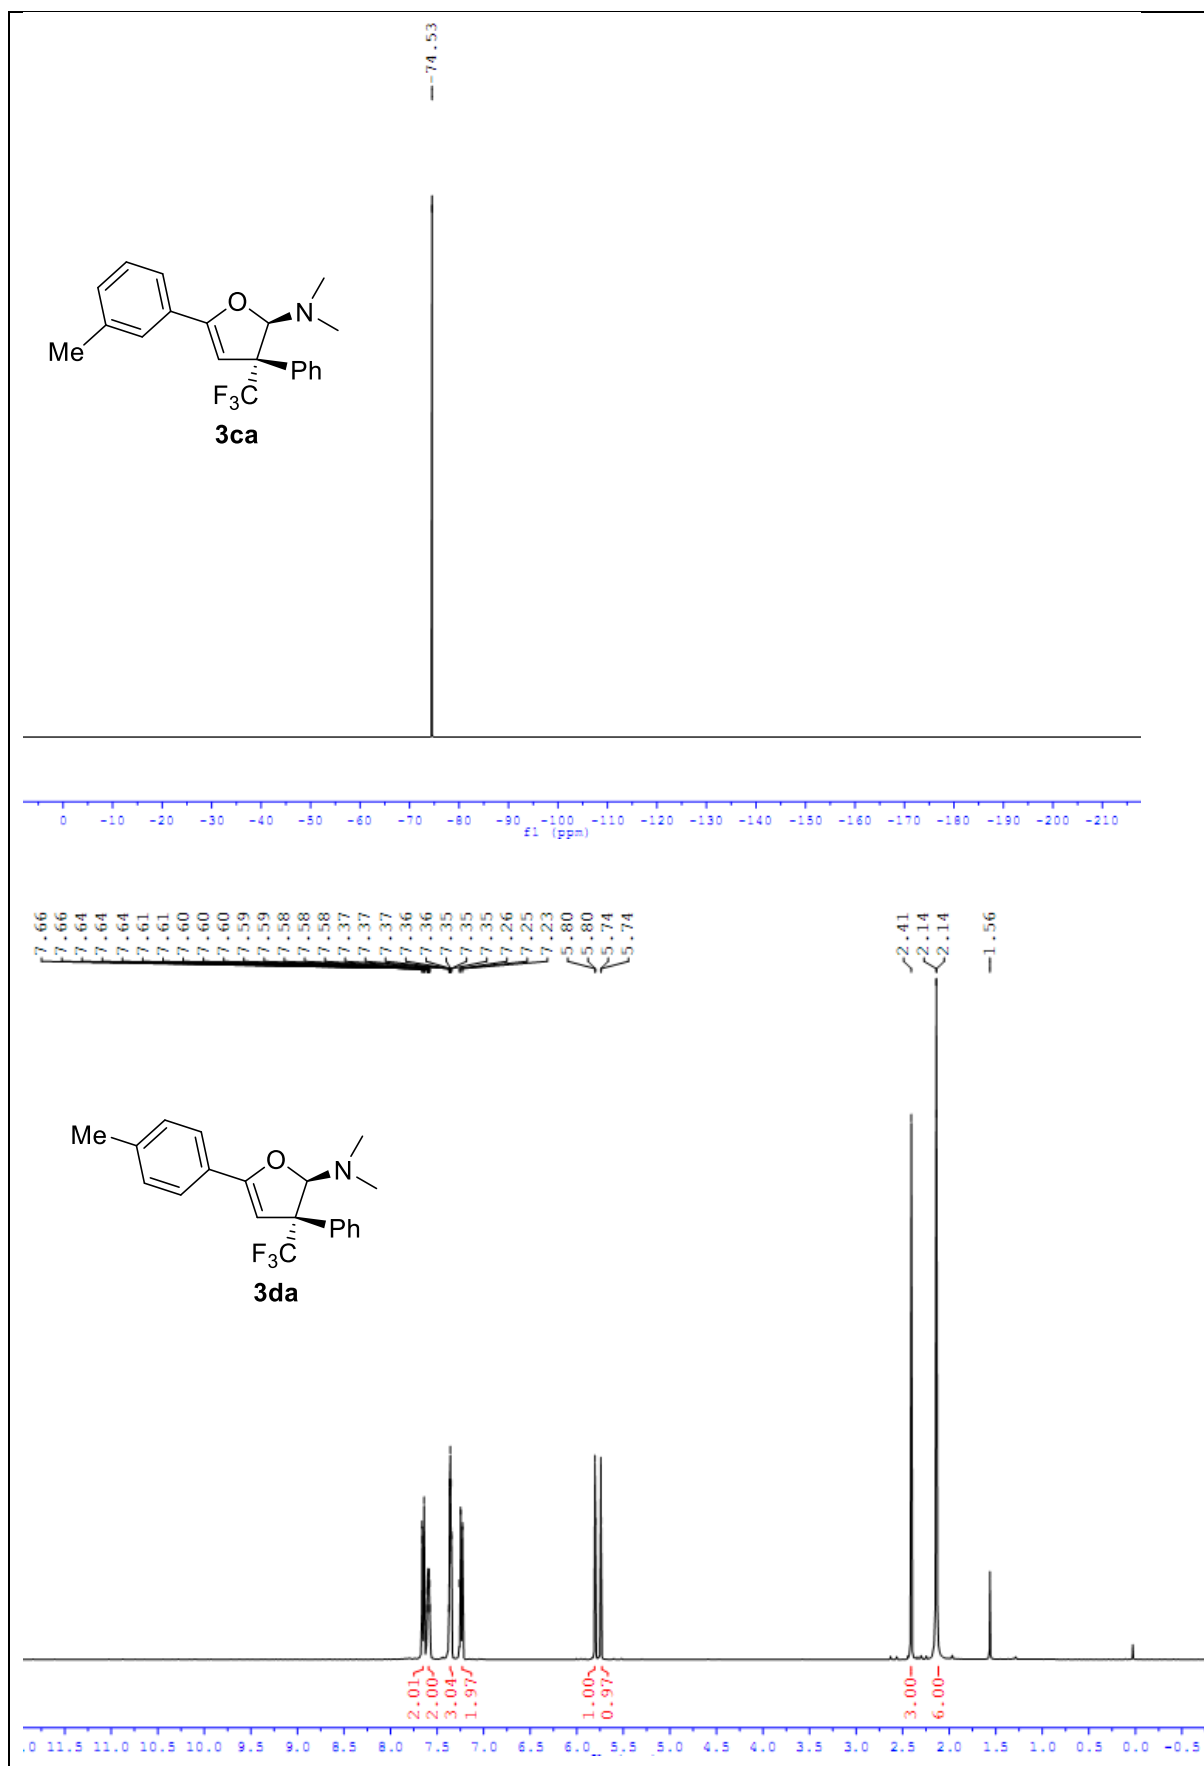 -74.53
O
N
Me
Ph
F3C
3ca
0 -10 -20 -30 -40 -50 -60 -70 -80 -90 -100 -110 -120 -130 -140 -150 -160 -170 -180 -190 -200 -210
f1 (ppm)
7.66 7.66 7.64 7.64 7.64 7.61 7.61 7.60 7.60 7.60 7.59 7.59 7.58 7.58 7.58 7.37 7.37 7.37 7.36 7.36 7.35 7.35 7.35 7.26 7.25 7.23 5.80 5.80 5.74 5.74 2.41 2.14 2.14 1.56
Me
O
N
Ph
F3C
3da
2.01 2.00 3.04 1.97 1.00 0.97 3.00 6.00
.0 11.5 11.0 10.5 10.0 9.5 9.0 8.5 8.0 7.5 7.0 6.5 6.0 5.5 5.0 4.5 4.0 3.5 3.0 2.5 2.0 1.5 1.0 0.5 0.0 -0.5